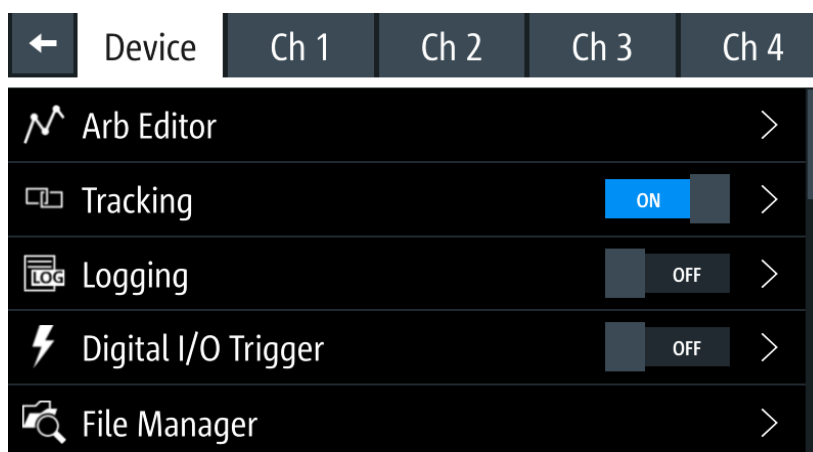 Device Ch 1 Ch 2 Ch 3 Ch 4
Arb Editor
Tracking ON
LOG Logging OFF
Digital I/O Trigger OFF
File Manager